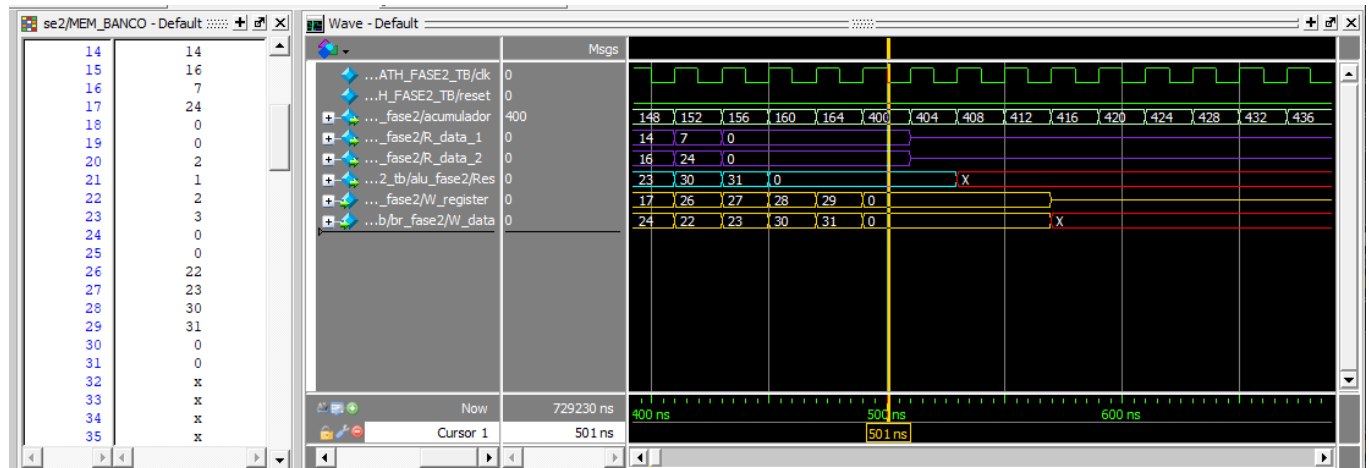 se2/MEM_BANCO - Default
14 14
15 16
16 7
17 24
18 0
19 0
20 2
21 1
22 2
23 3
24 0
25 0
26 22
27 23
28 30
29 31
30 0
31 0
32 x
33 x
34 x
35 x
Wave - Default
Msgs
...ATH_FASE2_TB/clk 0
...H_FASE2_TB/reset 0
..._fase2/acumulador 400 148 152 156 160 164 400 404 408 412 416 420 424 428 432 436
..._fase2/R_data_1 0 14 7 0
..._fase2/R_data_2 0 16 24 0
...2_tb/alu_fase2/Res 0 23 30 31 0 X
..._fase2/W_register 0 17 26 27 28 29 0
...b/br_fase2/W_data 0 24 22 23 30 31 0 X
Now 729230 ns 400 ns 500 ns 600 ns
Cursor 1 501 ns 501 ns